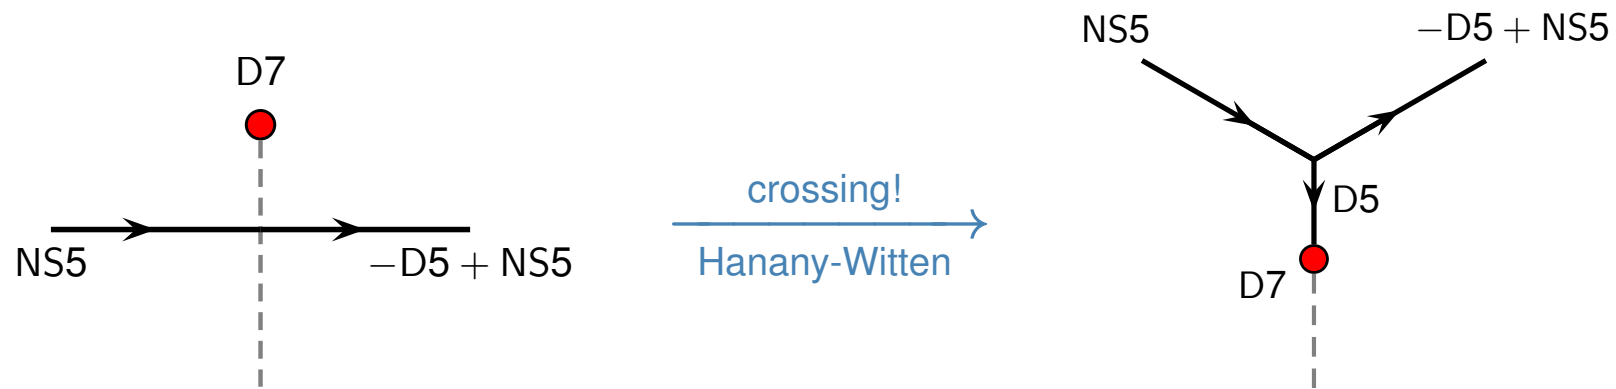 D7
NS5
−D5 + NS5
crossing!
Hanany-Witten
NS5
−D5 + NS5
D5
D7